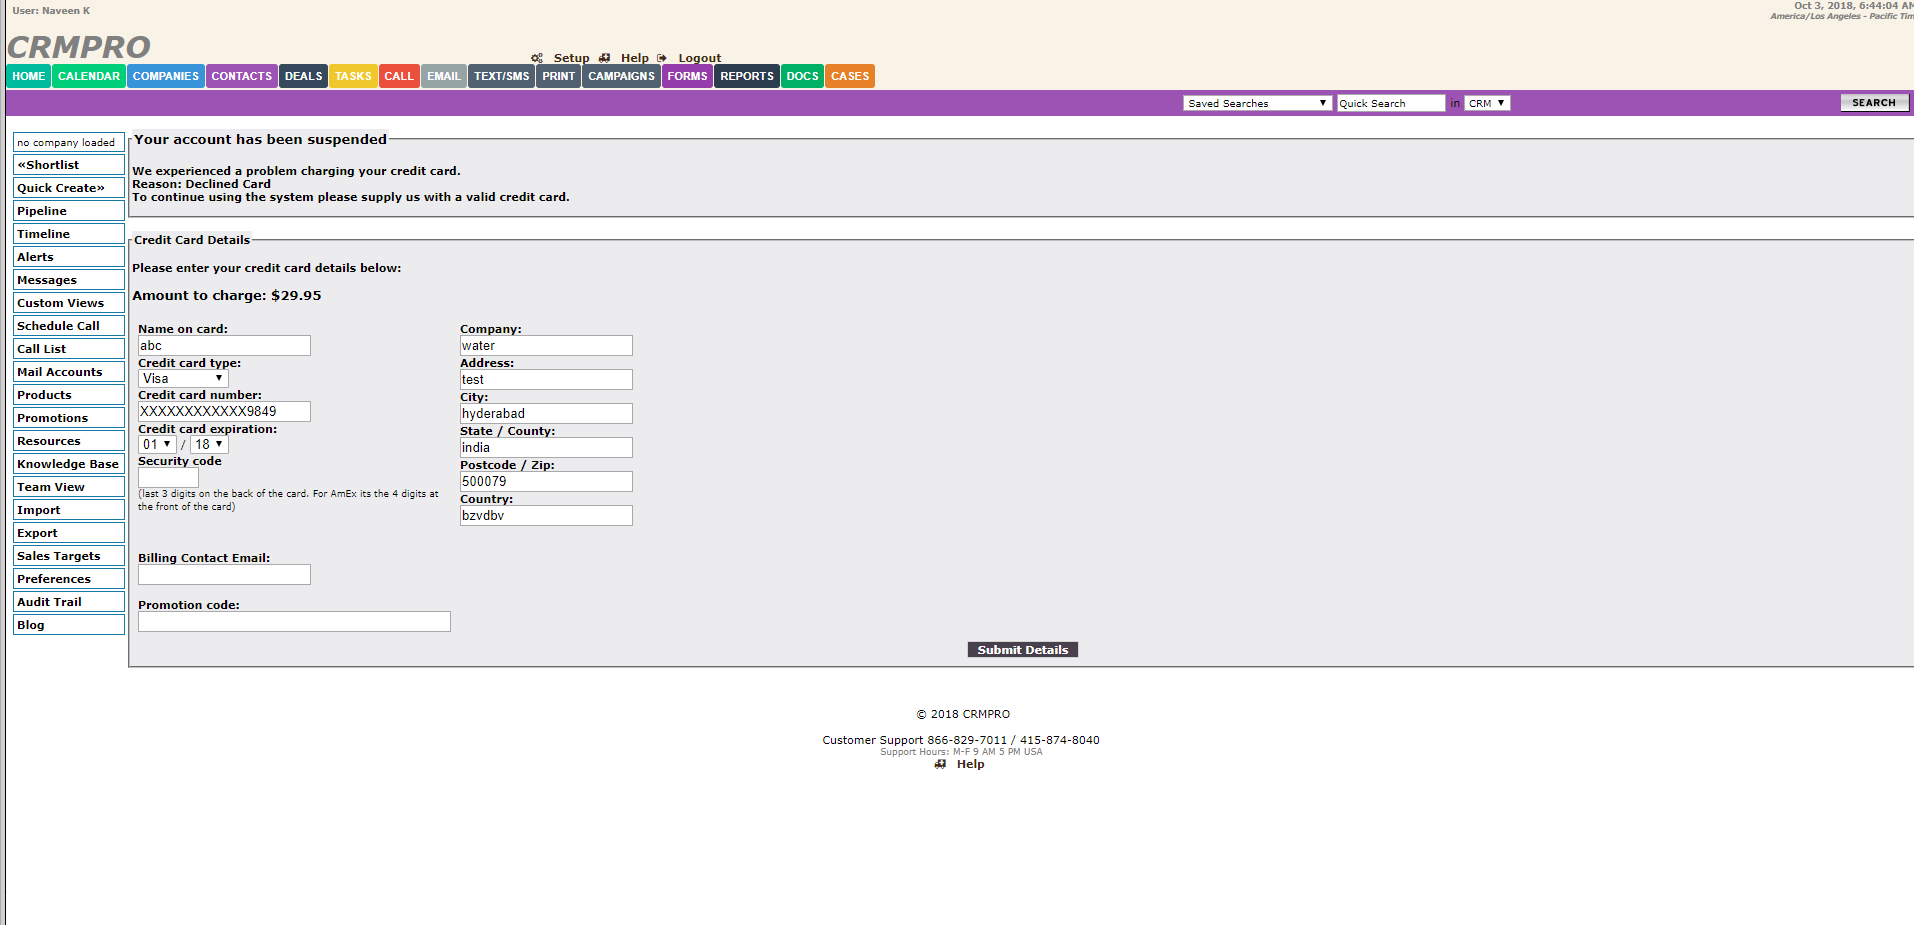 User: Naveen K
Oct 3, 2018, 6:44:04 AM
America/Los Angeles - Pacific Tim
CRMPRO
Setup Help Logout
HOME CALENDAR COMPANIES CONTACTS DEALS TASKS CALL EMAIL TEXT/SMS PRINT CAMPAIGNS FORMS REPORTS DOCS CASES
Saved Searches Quick Search in CRM SEARCH
no company loaded
«Shortlist
Quick Create»
Pipeline
Timeline
Alerts
Messages
Custom Views
Schedule Call
Call List
Mail Accounts
Products
Promotions
Resources
Knowledge Base
Team View
Import
Export
Sales Targets
Preferences
Audit Trail
Blog
Your account has been suspended
We experienced a problem charging your credit card.
Reason: Declined Card
To continue using the system please supply us with a valid credit card.
Credit Card Details
Please enter your credit card details below:
Amount to charge: $29.95
Name on card:
abc
Credit card type:
Visa
Credit card number:
XXXXXXXXXXXX9849
Credit card expiration:
01 / 18
Security code
(last 3 digits on the back of the card. For AmEx its the 4 digits at
the front of the card)
Company:
water
Address:
test
City:
hyderabad
State / County:
india
Postcode / Zip:
500079
Country:
bzvdbv
Billing Contact Email:
Promotion code:
Submit Details
© 2018 CRMPRO
Customer Support 866-829-7011 / 415-874-8040
Support Hours: M-F 9 AM 5 PM USA
Help